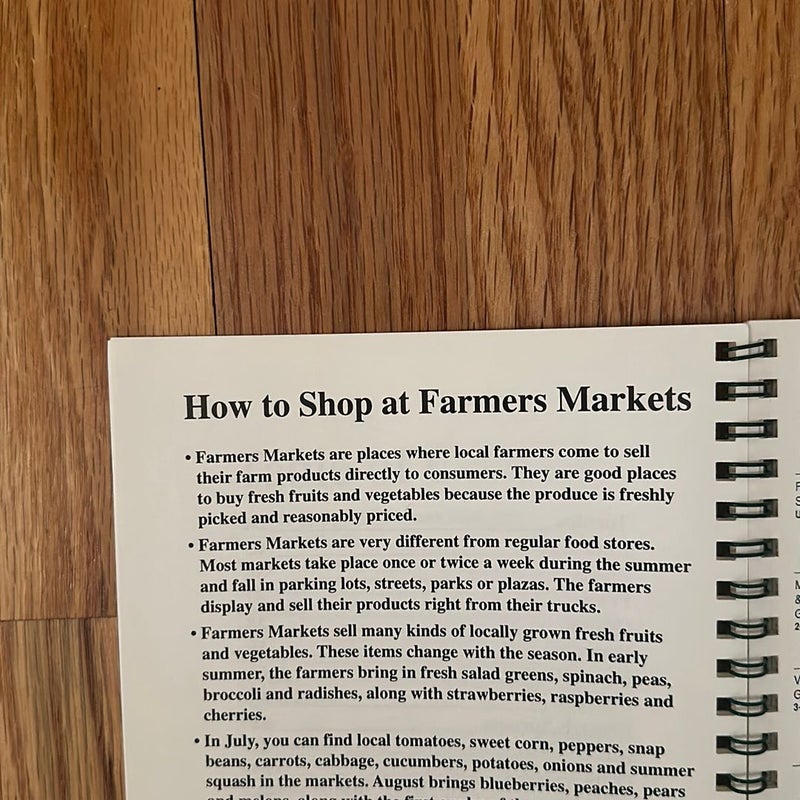 How to Shop at Farmers Markets
• Farmers Markets are places where local farmers come to sell
their farm products directly to consumers. They are good places
to buy fresh fruits and vegetables because the produce is freshly
picked and reasonably priced.
• Farmers Markets are very different from regular food stores.
Most markets take place once or twice a week during the summer
and fall in parking lots, streets, parks or plazas. The farmers
display and sell their products right from their trucks.
• Farmers Markets sell many kinds of locally grown fresh fruits
and vegetables. These items change with the season. In early
summer, the farmers bring in fresh salad greens, spinach, peas,
broccoli and radishes, along with strawberries, raspberries and
cherries.
• In July, you can find local tomatoes, sweet corn, peppers, snap
beans, carrots, cabbage, cucumbers, potatoes, onions and summer
squash in the markets. August brings blueberries, peaches, pears
and melons, along with the first